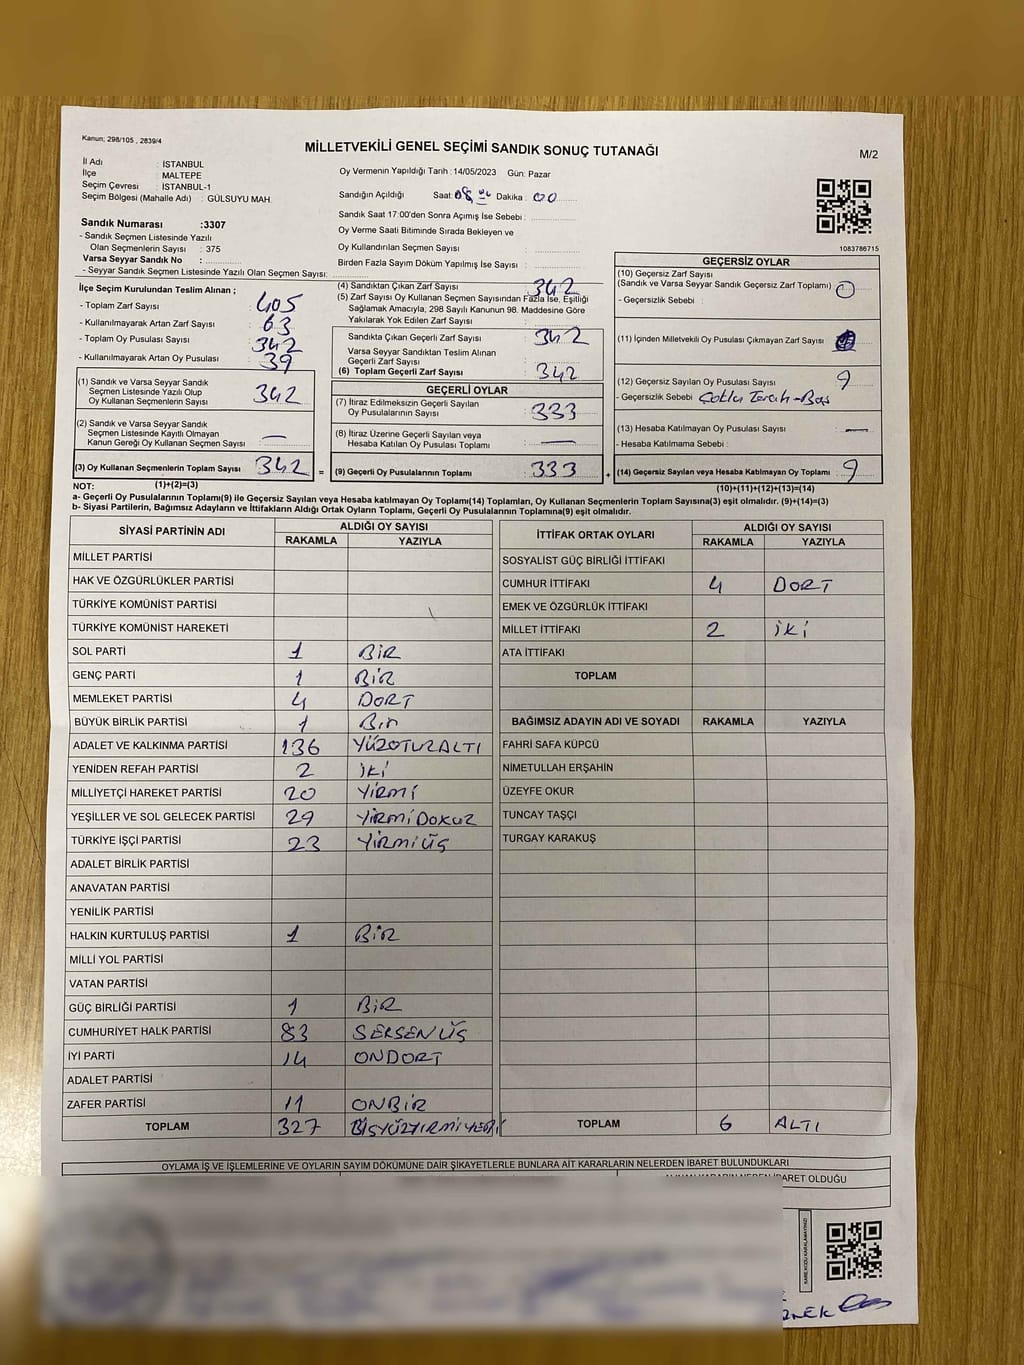 Kanun; 298/105 , 2839/4
MİLLETVEKİLİ GENEL SEÇİMİ SANDIK SONUÇ TUTANAĞI
M/2
İl Adı : İSTANBUL
İlçe : MALTEPE
Seçim Çevresi : İSTANBUL-1
Seçim Bölgesi (Mahalle Adı) : GÜLSUYU MAH.
Oy Vermenin Yapıldığı Tarih :14/05/2023 Gün: Pazar
Sandığın Açıldığı Saat: 08 Dakika : 00
Sandık Saat 17:00'den Sonra Açımış İse Sebebi :
Oy Verme Saati Bitiminde Sırada Bekleyen ve
Oy Kullandırılan Seçmen Sayısı :
Birden Fazla Sayım Döküm Yapılmış İse Sayısı :
1083786715
Sandık Numarası :3307
- Sandık Seçmen Listesinde Yazılı
Olan Seçmenlerin Sayısı : 375
Varsa Seyyar Sandık No :
- Seyyar Sandık Seçmen Listesinde Yazılı Olan Seçmen Sayısı:
İlçe Seçim Kurulundan Teslim Alınan ;
- Toplam Zarf Sayısı : 405
- Kullanılmayarak Artan Zarf Sayısı : 63
- Toplam Oy Pusulası Sayısı : 342
- Kullanılmayarak Artan Oy Pusulası : 39
(1) Sandık ve Varsa Seyyar Sandık
Seçmen Listesinde Yazılı Olup
Oy Kullanan Seçmenlerin Sayısı : 342
(2) Sandık ve Varsa Seyyar Sandık
Seçmen Listesinde Kayıtlı Olmayan
Kanun Gereği Oy Kullanan Seçmen Sayısı : —
(3) Oy Kullanan Seçmenlerin Toplam Sayısı : 342 =
(4) Sandıktan Çıkan Zarf Sayısı : 342
(5) Zarf Sayısı Oy Kullanan Seçmen Sayısından Fazla İse, Eşitliği
Sağlamak Amacıyla, 298 Sayılı Kanunun 98. Maddesine Göre
Yakılarak Yok Edilen Zarf Sayısı :
Sandıkta Çıkan Geçerli Zarf Sayısı : 342
Varsa Seyyar Sandıktan Teslim Alınan
Geçerli Zarf Sayısı :
(6) Toplam Geçerli Zarf Sayısı : 342
GEÇERLİ OYLAR
(7) İtiraz Edilmeksizin Geçerli Sayılan
Oy Pusulalarının Sayısı : 333
(8) İtiraz Üzerine Geçerli Sayılan veya
Hesaba Katılan Oy Pusulası Toplamı : —
(9) Geçerli Oy Pusulalarının Toplamı : 333 +
GEÇERSİZ OYLAR
(10) Geçersiz Zarf Sayısı
(Sandık ve Varsa Seyyar Sandık Geçersiz Zarf Toplamı) : 0
- Geçersizlik Sebebi :
(11) İçinden Milletvekili Oy Pusulası Çıkmayan Zarf Sayısı :
(12) Geçersiz Sayılan Oy Pusulası Sayısı : 9
- Geçersizlik Sebebi : Çoklu Tercih-Boş
(13) Hesaba Katılmayan Oy Pusulası Sayısı : —
- Hesaba Katılmama Sebebi :
(14) Geçersiz Sayılan veya Hesaba Katılmayan Oy Toplamı : 9
NOT: (1)+(2)=(3) (10)+(11)+(12)+(13)=(14)
a- Geçerli Oy Pusulalarının Toplamı(9) ile Geçersiz Sayılan veya Hesaba katılmayan Oy Toplamı(14) Toplamları, Oy Kullanan Seçmenlerin Toplam Sayısına(3) eşit olmalıdır. (9)+(14)=(3)
b- Siyasi Partilerin, Bağımsız Adayların ve İttifakların Aldığı Ortak Oyların Toplamı, Geçerli Oy Pusulalarının Toplamına(9) eşit olmalıdır.
SİYASİ PARTİNİN ADI ALDIĞI OY SAYISI
RAKAMLA YAZIYLA
MİLLET PARTİSİ
HAK VE ÖZGÜRLÜKLER PARTİSİ
TÜRKİYE KOMÜNİST PARTİSİ
TÜRKİYE KOMÜNİST HAREKETİ
SOL PARTİ 1 BİR
GENÇ PARTİ 1 BİR
MEMLEKET PARTİSİ 4 DORT
BÜYÜK BİRLİK PARTİSİ 1 Bir
ADALET VE KALKINMA PARTİSİ 136 YÜZOTUZALTI
YENİDEN REFAH PARTİSİ 2 İKİ
MİLLİYETÇİ HAREKET PARTİSİ 20 YİRMİ
YEŞİLLER VE SOL GELECEK PARTİSİ 29 YİRMİDOKUZ
TÜRKİYE İŞÇİ PARTİSİ 23 YİRMİÜÇ
ADALET BİRLİK PARTİSİ
ANAVATAN PARTİSİ
YENİLİK PARTİSİ
HALKIN KURTULUŞ PARTİSİ 1 BİR
MİLLİ YOL PARTİSİ
VATAN PARTİSİ
GÜÇ BİRLİĞİ PARTİSİ 1 BİR
CUMHURİYET HALK PARTİSİ 83 SEKSENÜÇ
İYİ PARTİ 14 ONDORT
ADALET PARTİSİ
ZAFER PARTİSİ 11 ONBİR
TOPLAM 327
İTTİFAK ORTAK OYLARI ALDIĞI OY SAYISI
RAKAMLA YAZIYLA
SOSYALİST GÜÇ BİRLİĞİ İTTİFAKI
CUMHUR İTTİFAKI 4 DORT
EMEK VE ÖZGÜRLÜK İTTİFAKI
MİLLET İTTİFAKI 2 İKİ
ATA İTTİFAKI
TOPLAM
BAĞIMSIZ ADAYIN ADI VE SOYADI RAKAMLA YAZIYLA
FAHRİ SAFA KÜPCÜ
NİMETULLAH ERŞAHİN
ÜZEYFE OKUR
TUNCAY TAŞÇI
TURGAY KARAKUŞ
TOPLAM 6 ALTI
OYLAMA İŞ VE İŞLEMLERİNE VE OYLARIN SAYIM DÖKÜMÜNE DAİR ŞİKAYETLERLE BUNLARA AİT KARARLARIN NELERDEN İBARET BULUNDUKLARI
İBARET OLDUĞU
KARE KODU KARALAMAYINIZ!